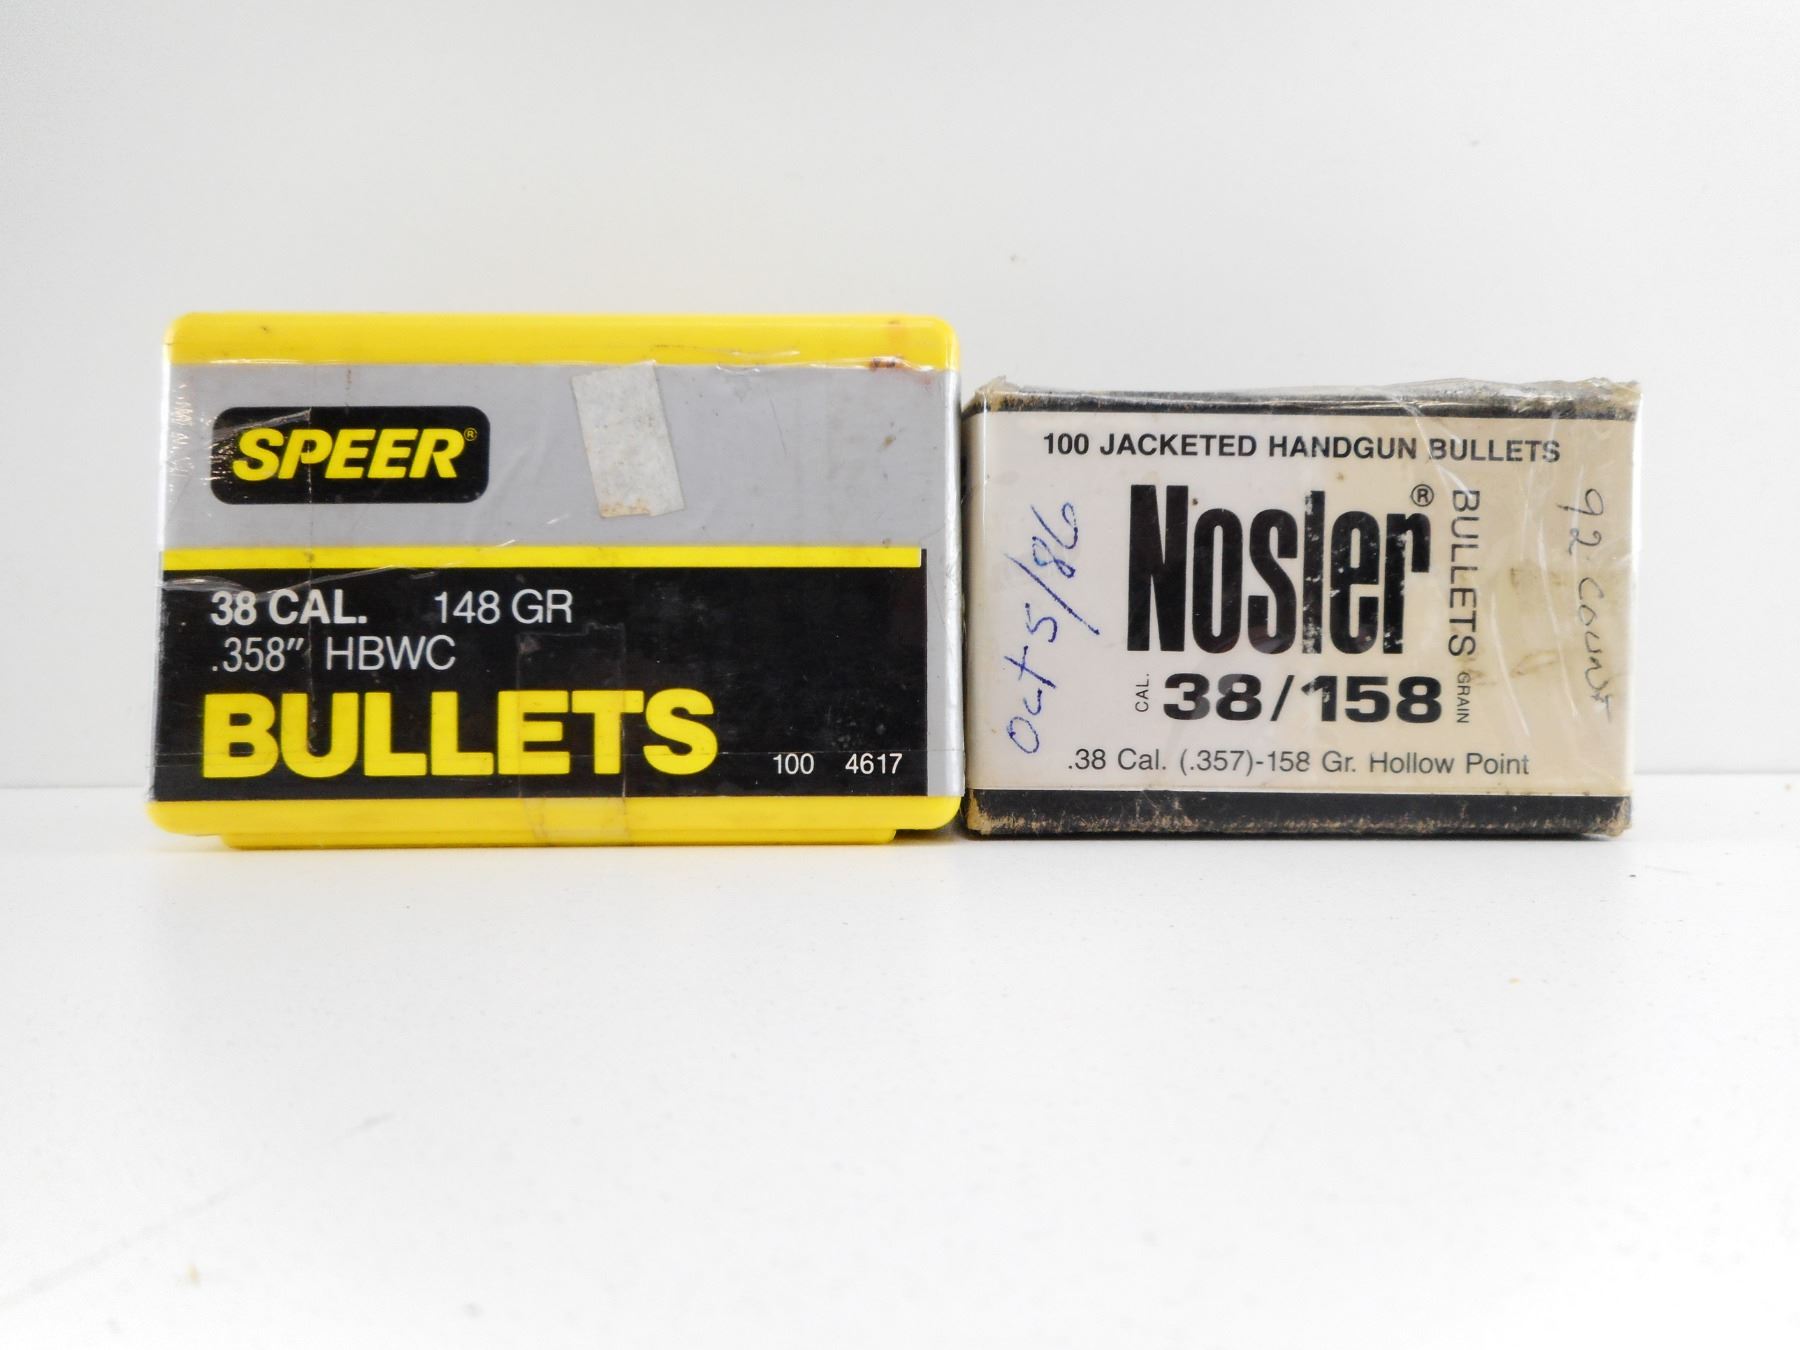 SPEER®
38 CAL. 148 GR
.358" HBWC
BULLETS
100 4617
100 JACKETED HANDGUN BULLETS
Nosler®
BULLETS
CAL. 38/158 GRAIN
.38 Cal. (.357)-158 Gr. Hollow Point
Oct 5/86
92 count